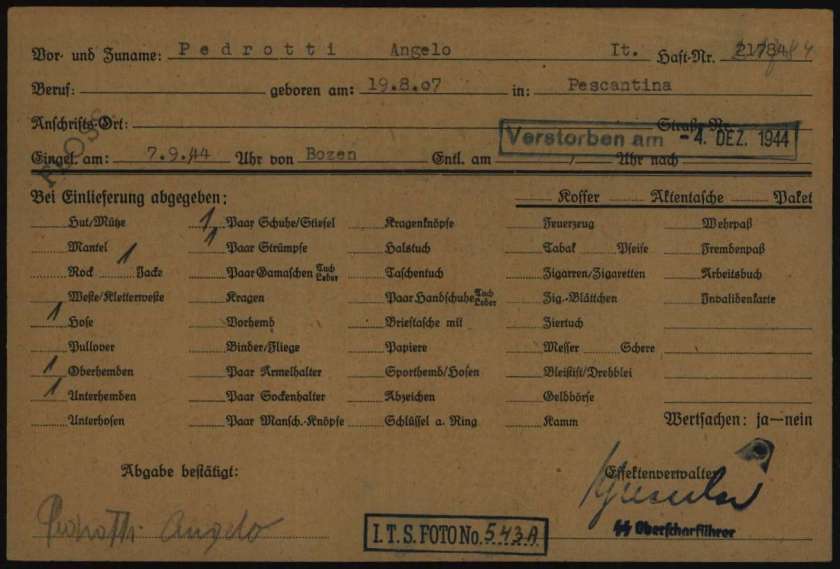 Vor- und Zuname: Pedrotti Angelo It. Haft-Nr. 21784
Beruf: geboren am: 19.8.07 in: Pescantina
Anschrifts-Ort: Straße Nr.
Verstorben am -4. DEZ. 1944
Eingel. am: 7.9.44 Uhr von Bozen Entl. am Uhr nach
FLOSS
Bei Einlieferung abgegeben: Koffer Aktentasche Paket
Hut/Mütze 1 Paar Schuhe/Stiefel Kragenknöpfe Feuerzeug Wehrpaß
Mantel 1 Paar Strümpfe Halstuch Tabak Pfeife Fremdenpaß
Rock 1 Jacke Paar Gamaschen Tuch Leder Taschentuch Zigarren/Zigaretten Arbeitsbuch
Weste/Kletterweste Kragen Paar Handschuhe Tuch Leder Zig.-Blättchen Invalidenkarte
1 Hose Vorhemd Brieftasche mit Ziertuch
Pullover Binder/Fliege Papiere Messer Schere
1 Oberhemden Paar Ärmelhalter Sporthemd/Hosen Bleistift/Drehblei
1 Unterhemden Paar Sockenhalter Abzeichen Geldbörse
Unterhosen Paar Mansch.-Knöpfe Schlüssel a. Ring Kamm Wertsachen: ja—nein
Abgabe bestätigt: Effektenverwalter
Pedrotti Angelo
I.T.S. FOTO No. 543A
SS Oberscharführer